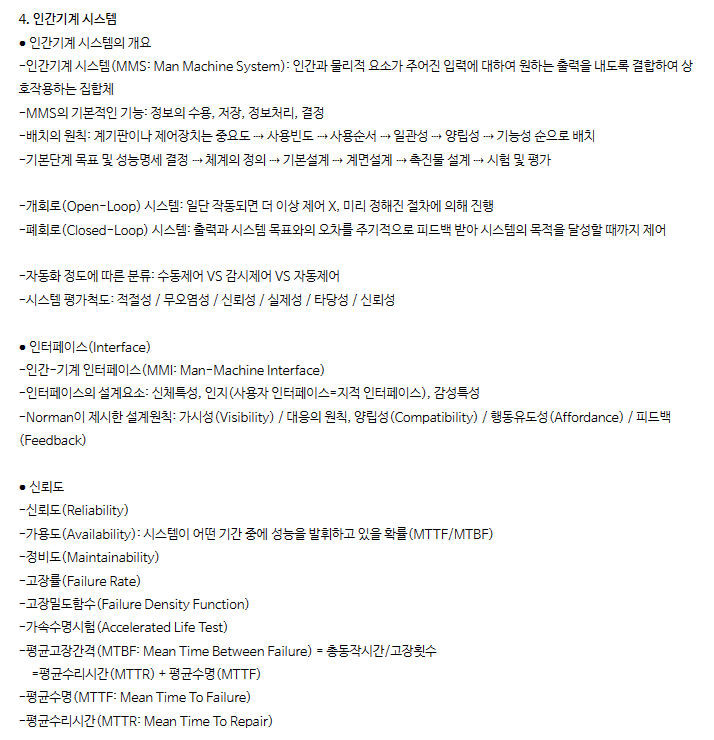 4. 인간기계 시스템
● 인간기계 시스템의 개요
-인간기계 시스템(MMS: Man Machine System): 인간과 물리적 요소가 주어진 입력에 대하여 원하는 출력을 내도록 결합하여 상
호작용하는 집합체
-MMS의 기본적인 기능: 정보의 수용, 저장, 정보처리, 결정
-배치의 원칙: 계기판이나 제어장치는 중요도 → 사용빈도 → 사용순서 → 일관성 → 양립성 → 기능성 순으로 배치
-기본단계 목표 및 성능명세 결정 → 체계의 정의 → 기본설계 → 계면설계 → 촉진물 설계 → 시험 및 평가
-개회로(Open-Loop) 시스템: 일단 작동되면 더 이상 제어 X, 미리 정해진 절차에 의해 진행
-폐회로(Closed-Loop) 시스템: 출력과 시스템 목표와의 오차를 주기적으로 피드백 받아 시스템의 목적을 달성할 때까지 제어
-자동화 정도에 따른 분류: 수동제어 VS 감시제어 VS 자동제어
-시스템 평가척도: 적절성 / 무오염성 / 신뢰성 / 실제성 / 타당성 / 신뢰성
● 인터페이스(Interface)
-인간-기계 인터페이스(MMI: Man-Machine Interface)
-인터페이스의 설계요소: 신체특성, 인지(사용자 인터페이스=지적 인터페이스), 감성특성
-Norman이 제시한 설계원칙: 가시성(Visibility) / 대응의 원칙, 양립성(Compatibility) / 행동유도성(Affordance) / 피드백
(Feedback)
● 신뢰도
-신뢰도(Reliability)
-가용도(Availability): 시스템이 어떤 기간 중에 성능을 발휘하고 있을 확률(MTTF/MTBF)
-정비도(Maintainability)
-고장률(Failure Rate)
-고장밀도함수(Failure Density Function)
-가속수명시험(Accelerated Life Test)
-평균고장간격(MTBF: Mean Time Between Failure) = 총동작시간/고장횟수
=평균수리시간(MTTR) + 평균수명(MTTF)
-평균수명(MTTF: Mean Time To Failure)
-평균수리시간(MTTR: Mean Time To Repair)